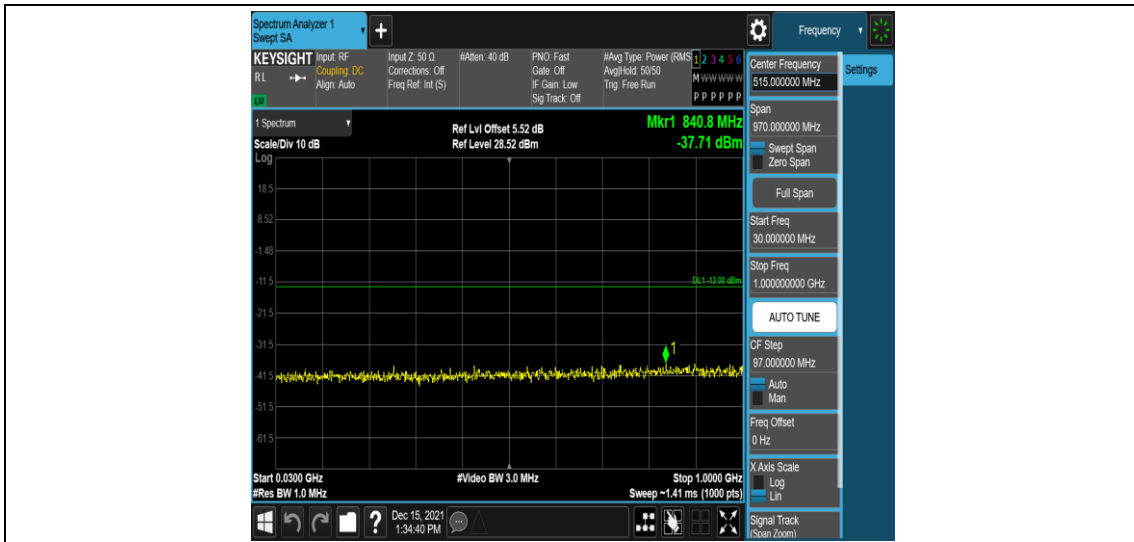 Spectrum Analyzer 1
Swept SA
+
Frequency
KEYSIGHT
RL
LXI
Input: RF
Coupling: DC
Align: Auto
Input Z: 50 Ω
Corrections: Off
Freq Ref: Int (S)
#Atten: 40 dB
PNO: Fast
Gate: Off
IF Gain: Low
Sig Track: Off
#Avg Type: Power (RMS
Avg|Hold: 50/50
Trig: Free Run
1 2 3 4 5 6
M W W W W W
P P P P P P
1 Spectrum
Scale/Div 10 dB
Log
Ref Lvl Offset 5.52 dB
Ref Level 28.52 dBm
Mkr1 840.8 MHz
-37.71 dBm
18.5
8.52
-1.48
-11.5
DL1 -13.00 dBm
-21.5
-31.5
1
-41.5
-51.5
-61.5
Start 0.0300 GHz
#Res BW 1.0 MHz
#Video BW 3.0 MHz
Stop 1.0000 GHz
Sweep ~1.41 ms (1000 pts)
?
Dec 15, 2021
1:34:40 PM
Center Frequency
515.000000 MHz
Settings
Span
970.000000 MHz
Swept Span
Zero Span
Full Span
Start Freq
30.000000 MHz
Stop Freq
1.000000000 GHz
AUTO TUNE
CF Step
97.000000 MHz
Auto
Man
Freq Offset
0 Hz
X Axis Scale
Log
Lin
Signal Track
(Span Zoom)